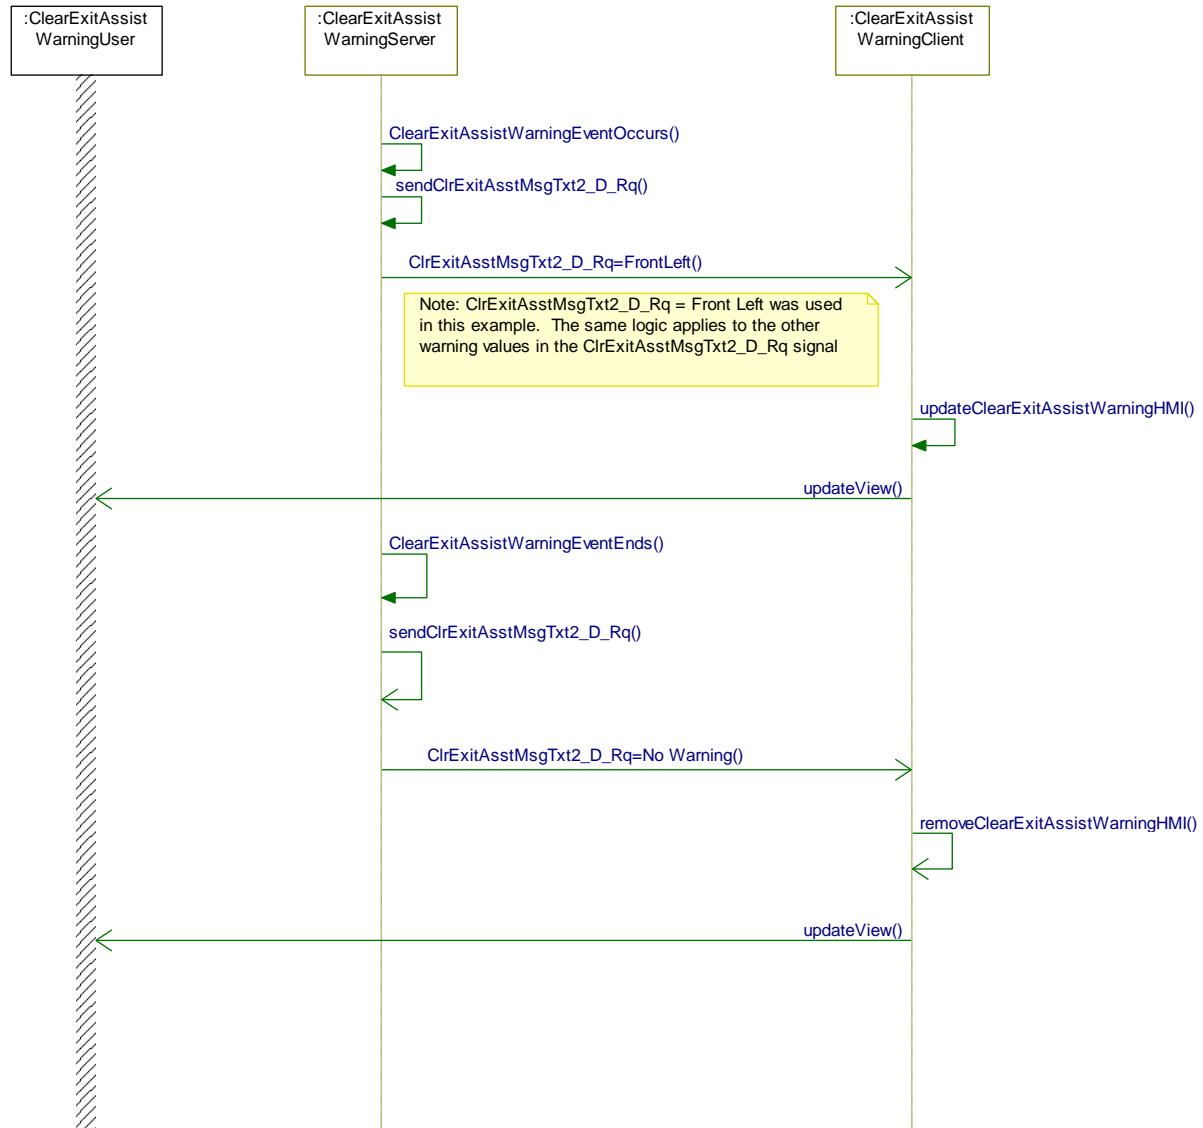 :ClearExitAssist
WarningUser
:ClearExitAssist
WarningServer
:ClearExitAssist
WarningClient
ClearExitAssistWarningEventOccurs()
sendClrExitAsstMsgTxt2_D_Rq()
ClrExitAsstMsgTxt2_D_Rq=FrontLeft()
Note: ClrExitAsstMsgTxt2_D_Rq = Front Left was used
in this example. The same logic applies to the other
warning values in the ClrExitAsstMsgTxt2_D_Rq signal
updateClearExitAssistWarningHMI()
updateView()
ClearExitAssistWarningEventEnds()
sendClrExitAsstMsgTxt2_D_Rq()
ClrExitAsstMsgTxt2_D_Rq=No Warning()
removeClearExitAssistWarningHMI()
updateView()